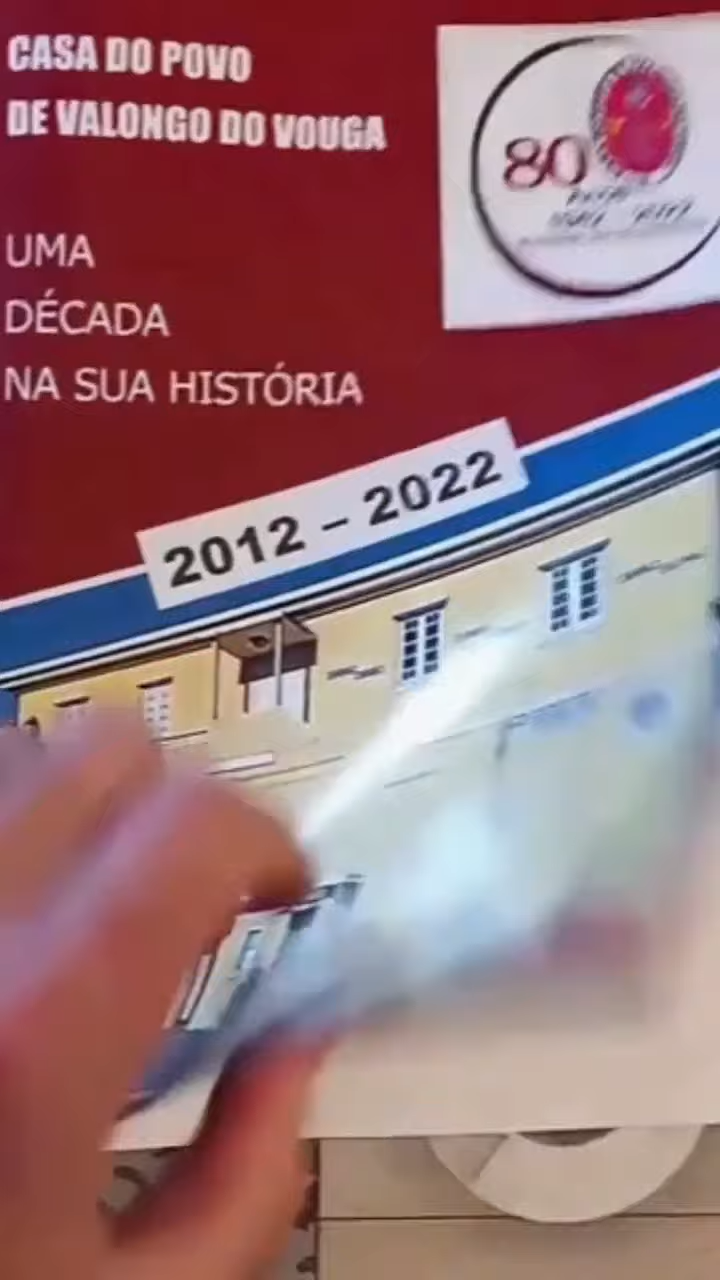 CASA DO POVO
DE VALONGO DO VOUGA
80
UMA
DÉCADA
NA SUA HISTÓRIA
2012 – 2022